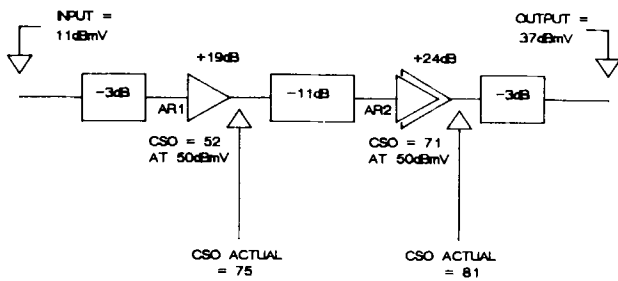 INPUT =
11dBmV
OUTPUT =
37dBmV
+19dB
+24dB
-3dB
AR1
-11dB
AR2
-3dB
CSO = 52
AT 50dBmV
CSO = 71
AT 50dBmV
CSO ACTUAL
= 75
CSO ACTUAL
= 81